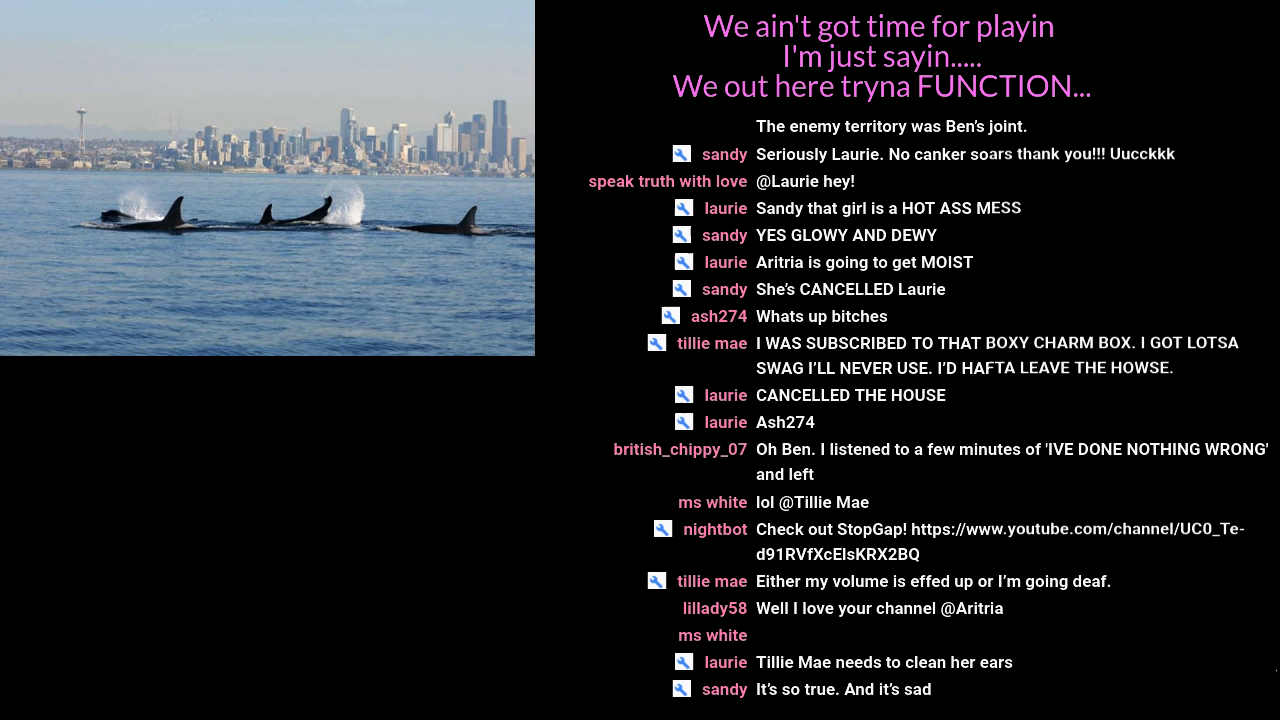 We ain't got time for playin
I'm just sayin.....
We out here tryna FUNCTION...
The enemy territory was Ben’s joint.
sandy Seriously Laurie. No canker soars thank you!!! Uucckkk
speak truth with love @Laurie hey!
laurie Sandy that girl is a HOT ASS MESS
sandy YES GLOWY AND DEWY
laurie Aritria is going to get MOIST
sandy She’s CANCELLED Laurie
ash274 Whats up bitches
tillie mae I WAS SUBSCRIBED TO THAT BOXY CHARM BOX. I GOT LOTSA
SWAG I’LL NEVER USE. I’D HAFTA LEAVE THE HOWSE.
laurie CANCELLED THE HOUSE
laurie Ash274
british_chippy_07 Oh Ben. I listened to a few minutes of 'IVE DONE NOTHING WRONG'
and left
ms white lol @Tillie Mae
nightbot Check out StopGap! https://www.youtube.com/channel/UC0_Te-
d91RVfXcEIsKRX2BQ
tillie mae Either my volume is effed up or I’m going deaf.
lillady58 Well I love your channel @Aritria
ms white
laurie Tillie Mae needs to clean her ears
sandy It’s so true. And it’s sad